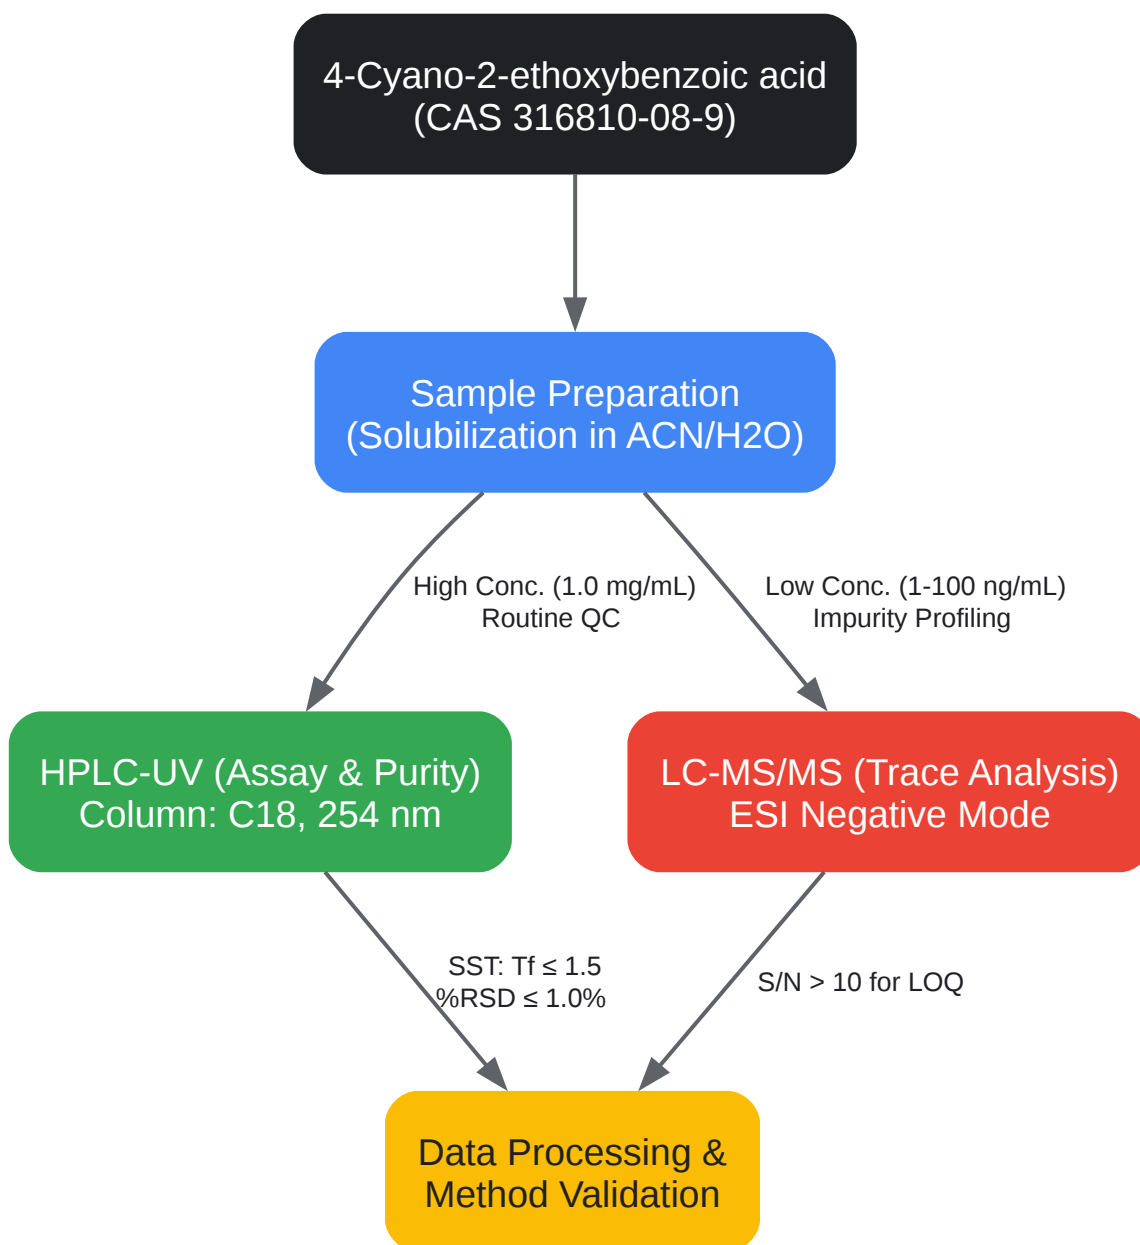 4-Cyano-2-ethoxybenzoic acid
(CAS 316810-08-9)
Sample Preparation
(Solubilization in ACN/H2O)
High Conc. (1.0 mg/mL)
Routine QC
Low Conc. (1-100 ng/mL)
Impurity Profiling
HPLC-UV (Assay & Purity)
Column: C18, 254 nm
LC-MS/MS (Trace Analysis)
ESI Negative Mode
SST: Tf ≤ 1.5
%RSD ≤ 1.0%
S/N > 10 for LOQ
Data Processing &
Method Validation